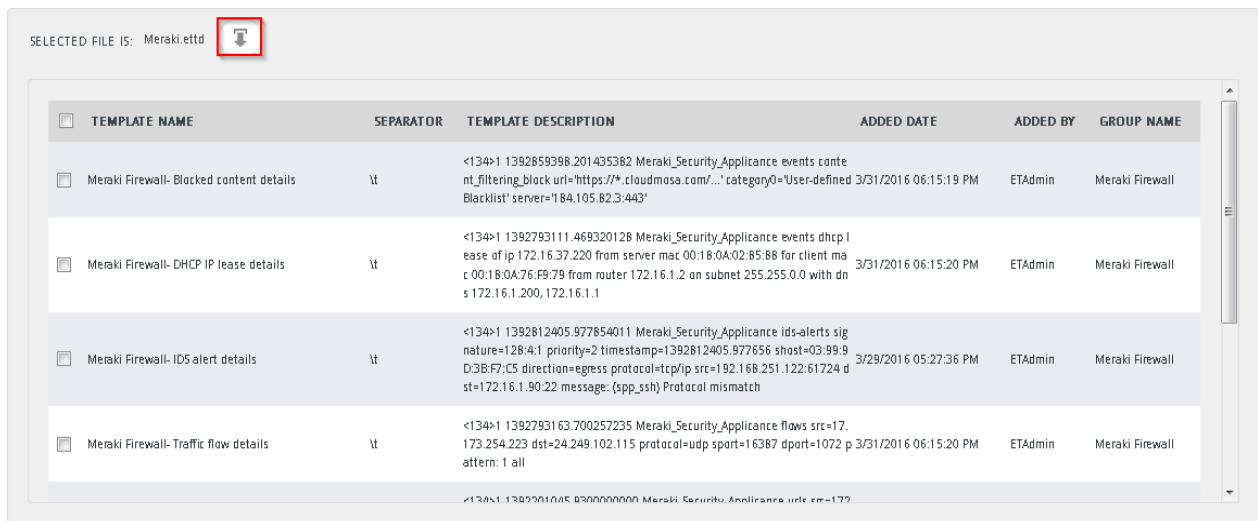 SELECTED FILE IS: Meraki.ettd
TEMPLATE NAME SEPARATOR TEMPLATE DESCRIPTION ADDED DATE ADDED BY GROUP NAME
<134>1 1392859398.201435382 Meraki_Security_Applicance events conte
Meraki Firewall- Blocked content details \t nt_filtering_block url='https://*.cloudmosa.com/...' category0='User-defined 3/31/2016 06:15:19 PM ETAdmin Meraki Firewall
Blacklist' server='184.105.82.3:443'
<134>1 1392793111.469320128 Meraki_Security_Applicance events dhcp l
ease of ip 172.16.37.220 from server mac 00:18:0A:02:85:8B for client ma
Meraki Firewall- DHCP IP lease details \t c 00:18:0A:76:F9:79 from router 172.16.1.2 on subnet 255.255.0.0 with dn 3/31/2016 06:15:20 PM ETAdmin Meraki Firewall
s 172.16.1.200, 172.16.1.1
<134>1 1392812405.977854011 Meraki_Security_Applicance ids-alerts sig
nature=128:4:1 priority=2 timestamp=1392812405.977656 shost=03:99:9
Meraki Firewall- IDS alert details \t D:3B:F7:C5 direction=egress protocol=tcp/ip src=192.168.251.122:61724 d 3/29/2016 05:27:36 PM ETAdmin Meraki Firewall
st=172.16.1.90:22 message: (spp_ssh) Protocol mismatch
<134>1 1392793163.700257235 Meraki_Security_Applicance flows src=17.
Meraki Firewall- Traffic flow details \t 173.254.223 dst=24.249.102.115 protocol=udp sport=16387 dport=1072 p 3/31/2016 06:15:20 PM ETAdmin Meraki Firewall
attern: 1 all
<134>1 1392201045.9300000000 Meraki_Security_Applicance urls src=172